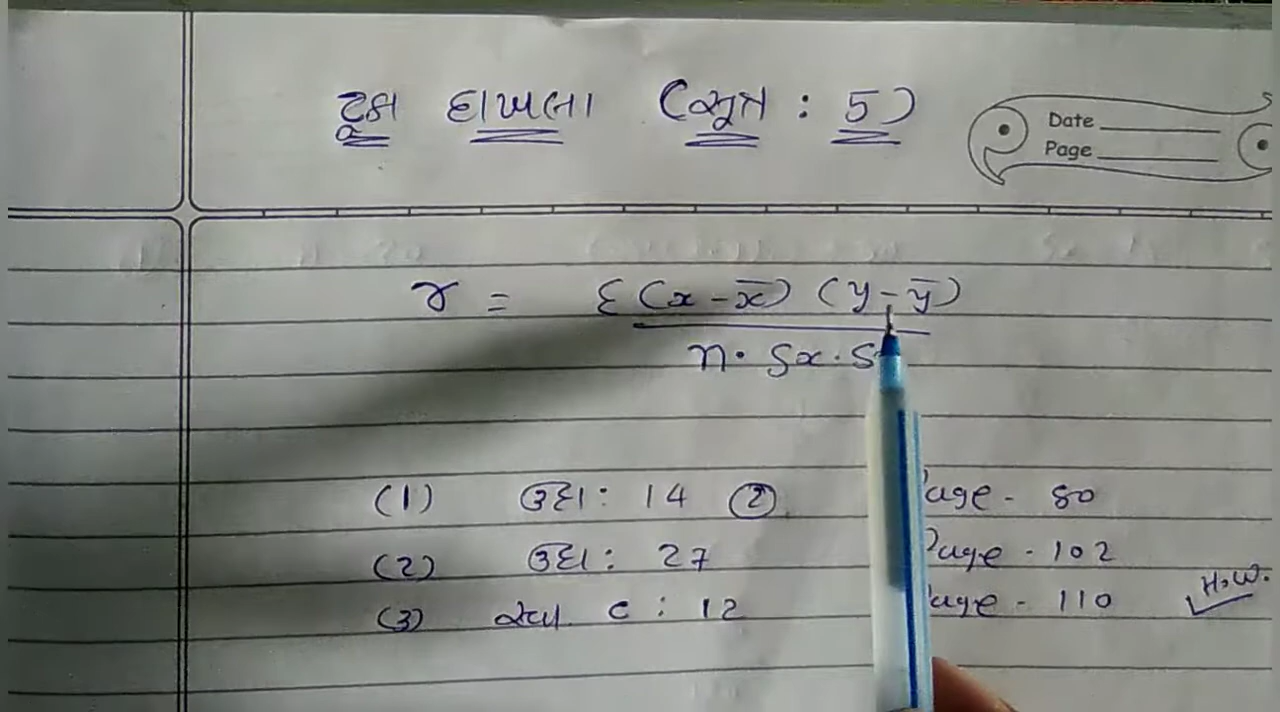 ટૂંકા દાખલા (સૂત્ર : 5)
Date
Page
r = Σ(x - x̄) (y - ȳ)
n · Sx · S
(1) ઉદા : 14 (2) Page - 80
(2) ઉદા : 27 Page - 102
(3) સ્વા. C : 12 Page - 110 H.W.